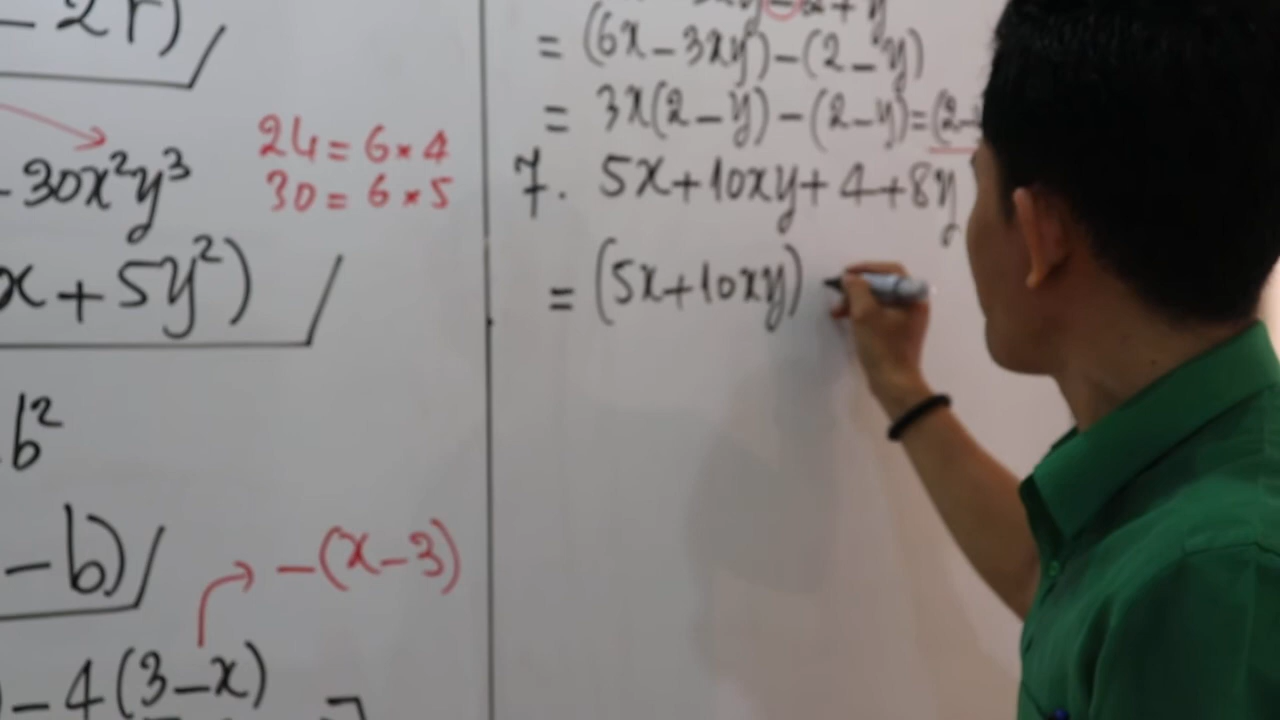 - 2r)
- 30x²y³
24 = 6 × 4
30 = 6 × 5
x + 5y²)
b²
- b)
-(x - 3)
) - 4(3 - x)
+ y
= (6x - 3xy) - (2 - y)
= 3x(2 - y) - (2 - y) = (2 -
7. 5x + 10xy + 4 + 8y
= (5x + 10xy)